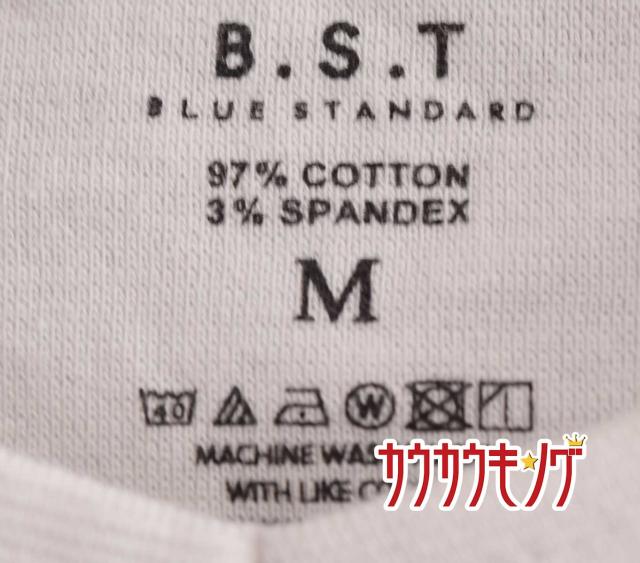 B.S.T
BLUE STANDARD
97% COTTON
3% SPANDEX
M
40 W
MACHINE
WITH LIKE
カウカウキング